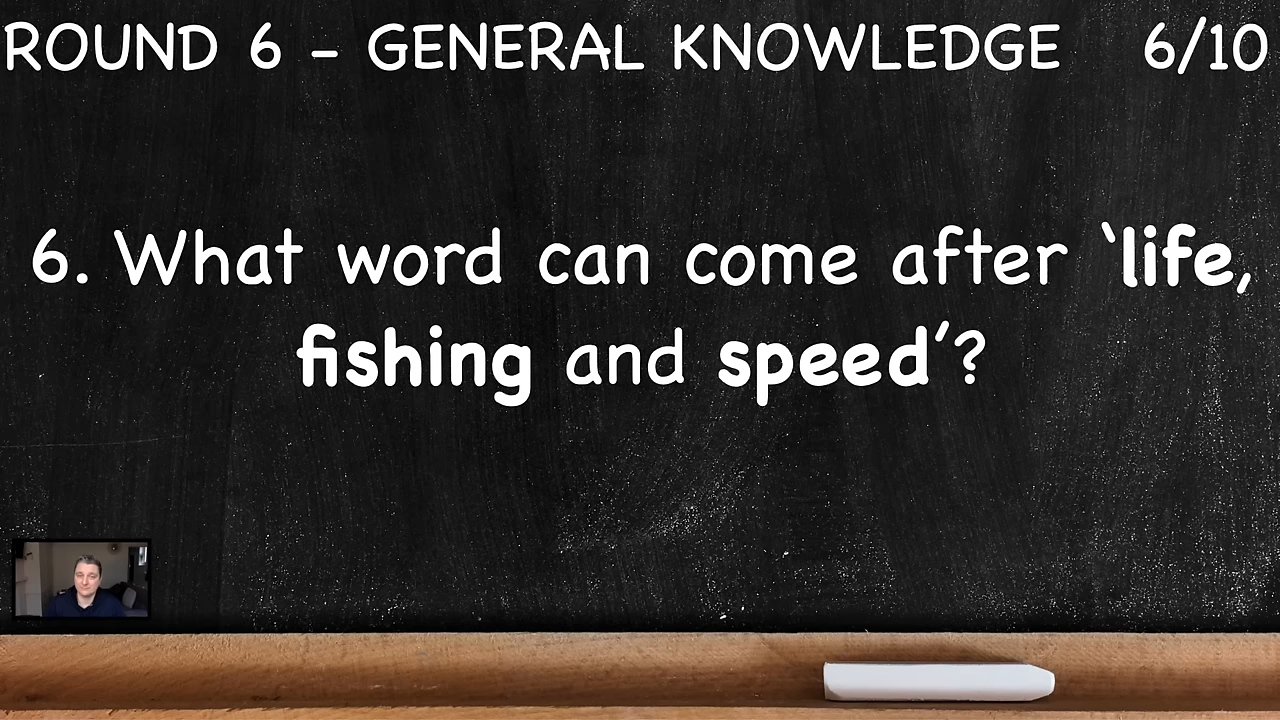 ROUND 6 - GENERAL KNOWLEDGE 6/10
6. What word can come after ‘life,
fishing and speed’?